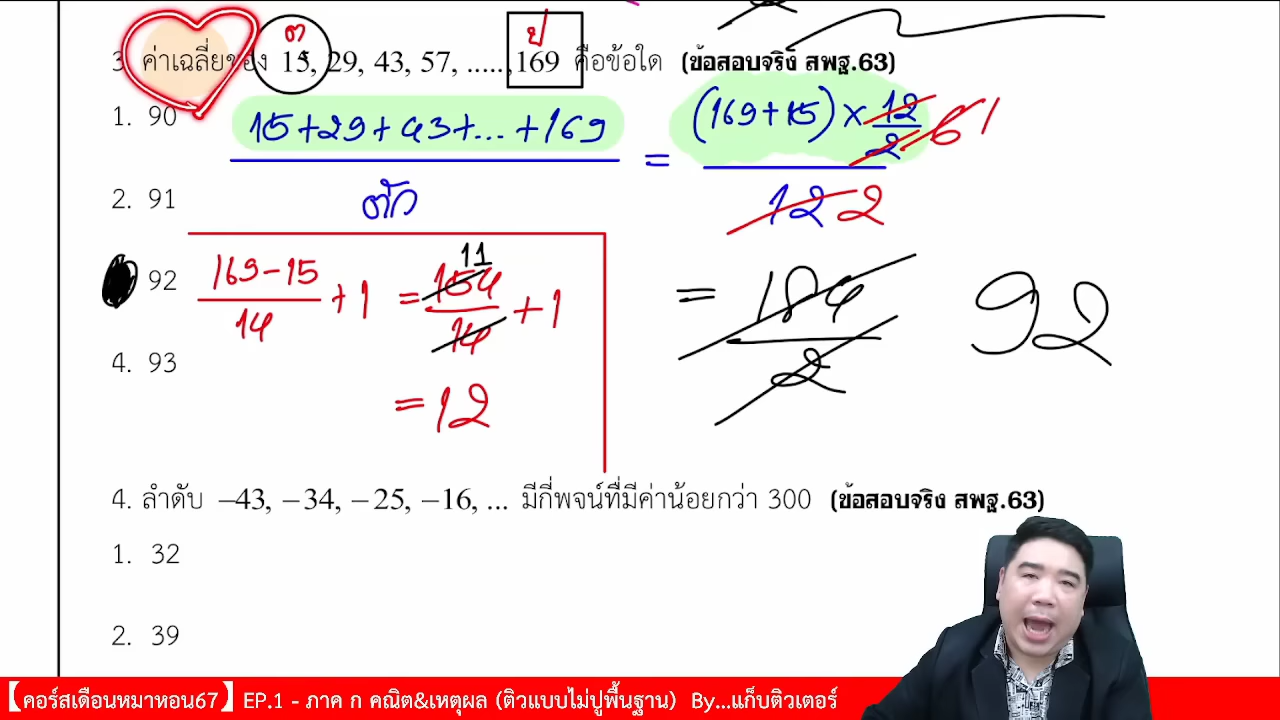 ต ป
3. ค่าเฉลี่ยของ 15, 29, 43, 57, .....,169 คือข้อใด (ข้อสอบจริง สพฐ.63)
1. 90
15+29+43+...+169 = (169+15) × 12/2 6 1
ตัว 12 2
2. 91
92
169-15/14 + 1 = 154/14 + 1 11
= 184/2 92
4. 93
= 12
4. ลำดับ −43, −34, −25, −16, ... มีกี่พจน์ที่มีค่าน้อยกว่า 300 (ข้อสอบจริง สพฐ.63)
1. 32
2. 39
【คอร์สเดือนหมาหอน67】EP.1 - ภาค ก คณิต&เหตุผล (ติวแบบไม่ปูพื้นฐาน) By...แก็บติวเตอร์